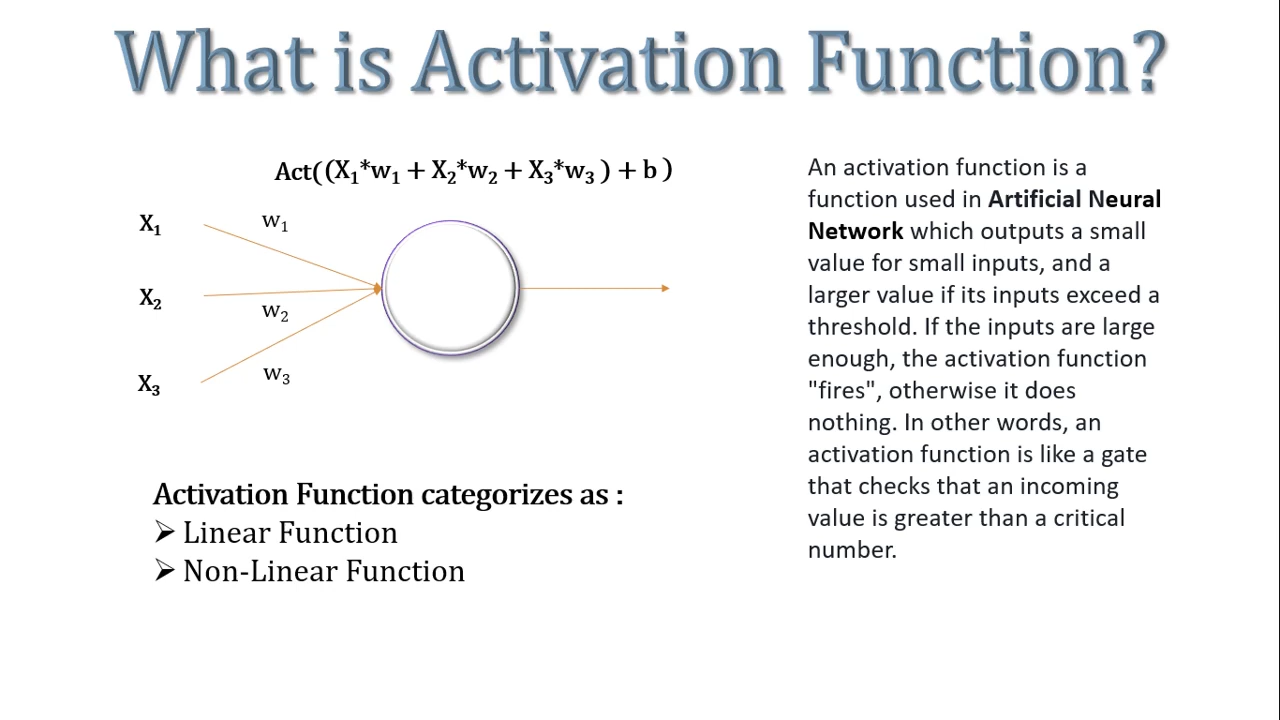 What is Activation Function?
Act((X₁*w₁ + X₂*w₂ + X₃*w₃ ) + b )
X₁
w₁
X₂
w₂
X₃
w₃
Activation Function categorizes as :
➢ Linear Function
➢ Non-Linear Function
An activation function is a
function used in Artificial Neural
Network which outputs a small
value for small inputs, and a
larger value if its inputs exceed a
threshold. If the inputs are large
enough, the activation function
"fires", otherwise it does
nothing. In other words, an
activation function is like a gate
that checks that an incoming
value is greater than a critical
number.